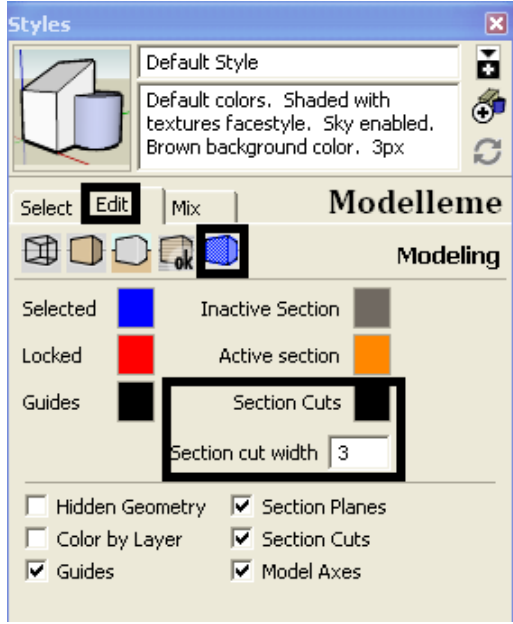 Styles
Default Style
Default colors. Shaded with
textures facestyle. Sky enabled.
Brown background color. 3px
Select Edit Mix Modelleme
ok Modeling
Selected Inactive Section
Locked Active section
Guides Section Cuts
Section cut width 3
Hidden Geometry Section Planes
Color by Layer Section Cuts
Guides Model Axes